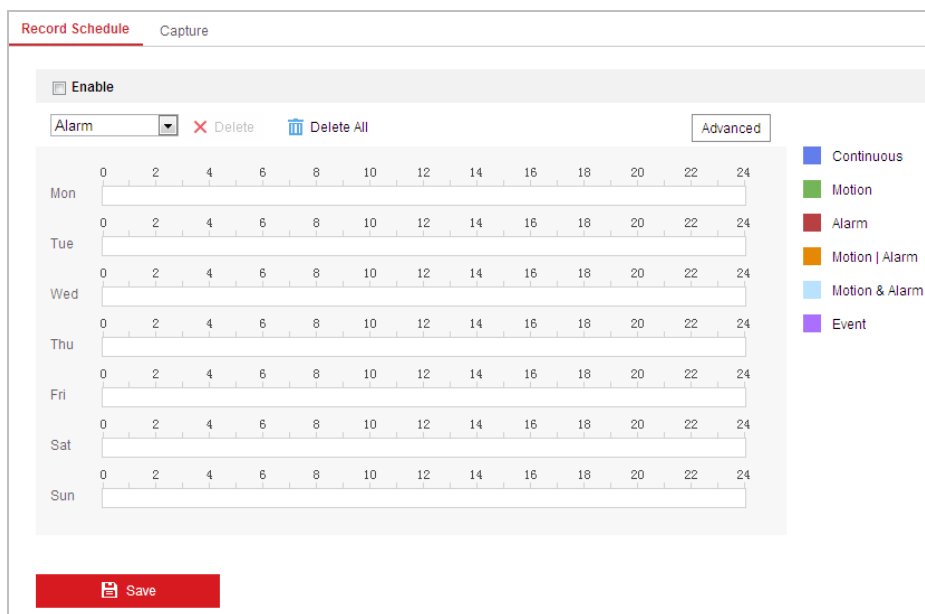 Record Schedule Capture
Enable
Alarm Delete Delete All Advanced
Continuous
Motion
Alarm
Motion | Alarm
Motion & Alarm
Event
0 2 4 6 8 10 12 14 16 18 20 22 24
Mon
0 2 4 6 8 10 12 14 16 18 20 22 24
Tue
0 2 4 6 8 10 12 14 16 18 20 22 24
Wed
0 2 4 6 8 10 12 14 16 18 20 22 24
Thu
0 2 4 6 8 10 12 14 16 18 20 22 24
Fri
0 2 4 6 8 10 12 14 16 18 20 22 24
Sat
0 2 4 6 8 10 12 14 16 18 20 22 24
Sun
Save